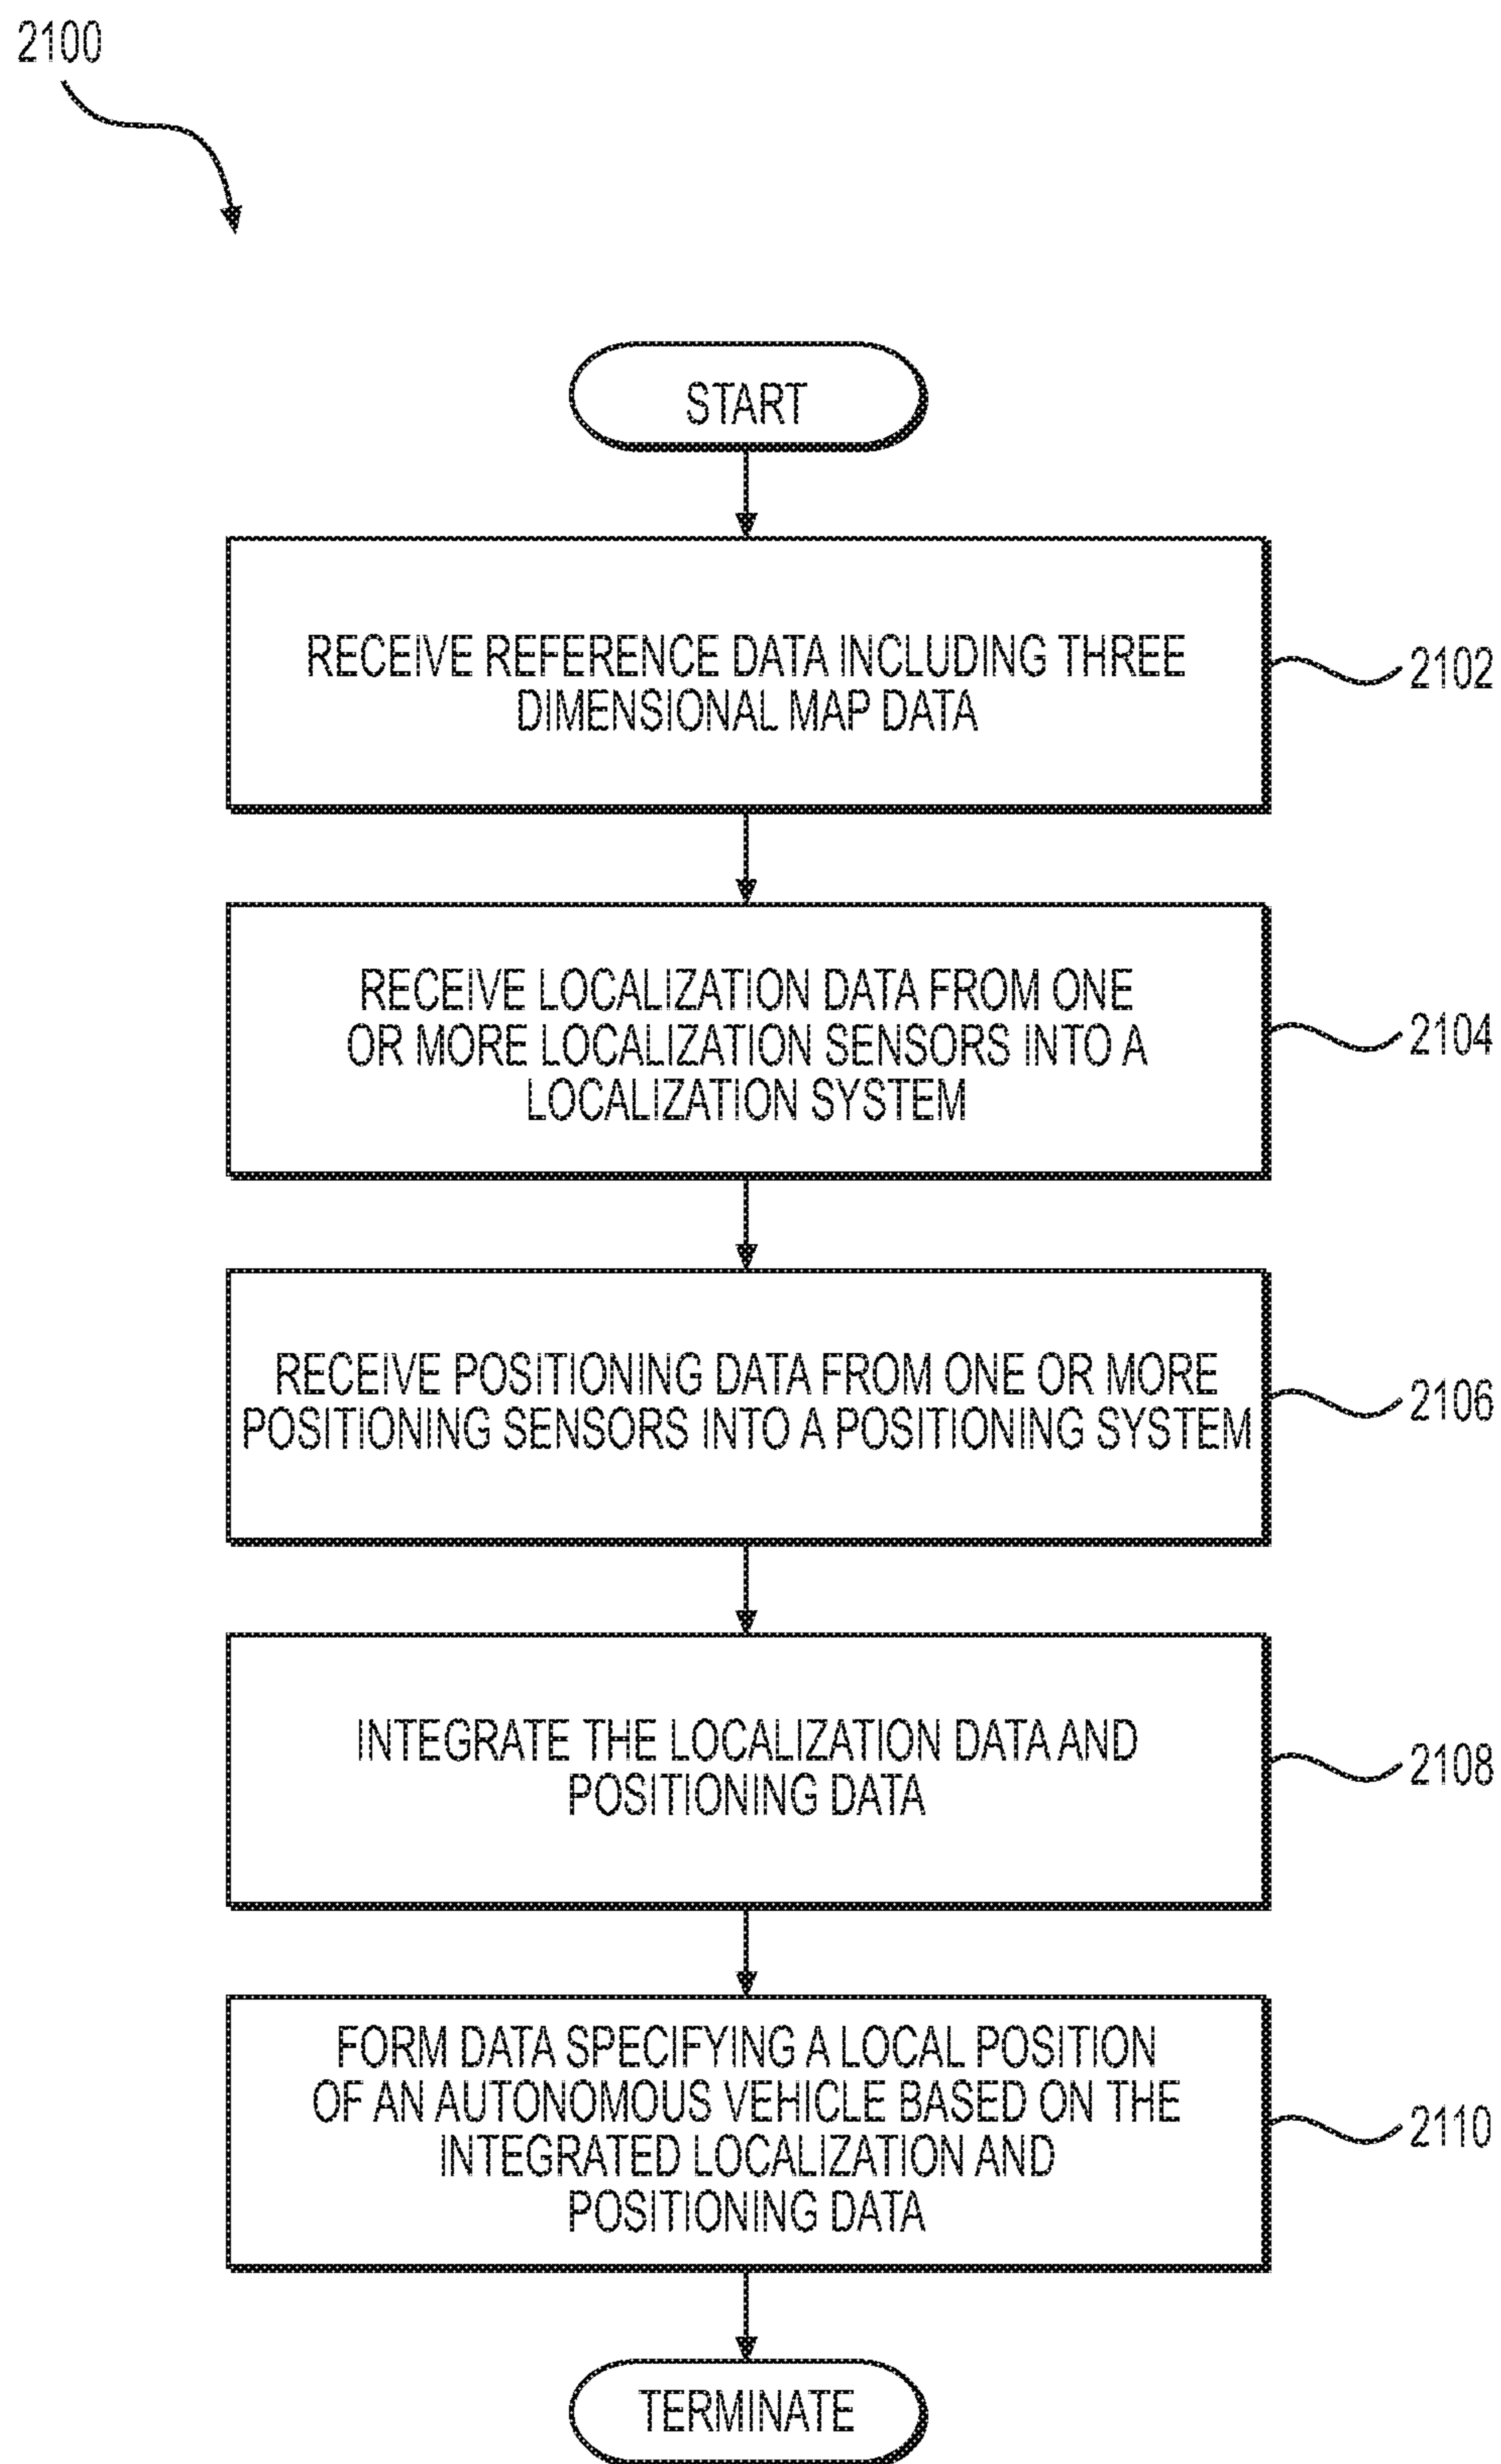 2100
START
RECEIVE REFERENCE DATA INCLUDING THREE
DIMENSIONAL MAP DATA
2102
RECEIVE LOCALIZATION DATA FROM ONE
OR MORE LOCALIZATION SENSORS INTO A
LOCALIZATION SYSTEM
2104
RECEIVE POSITIONING DATA FROM ONE OR MORE
POSITIONING SENSORS INTO A POSITIONING SYSTEM
2106
INTEGRATE THE LOCALIZATION DATA AND
POSITIONING DATA
2108
FORM DATA SPECIFYING A LOCAL POSITION
OF AN AUTONOMOUS VEHICLE BASED ON THE
INTEGRATED LOCALIZATION AND
POSITIONING DATA
2110
TERMINATE